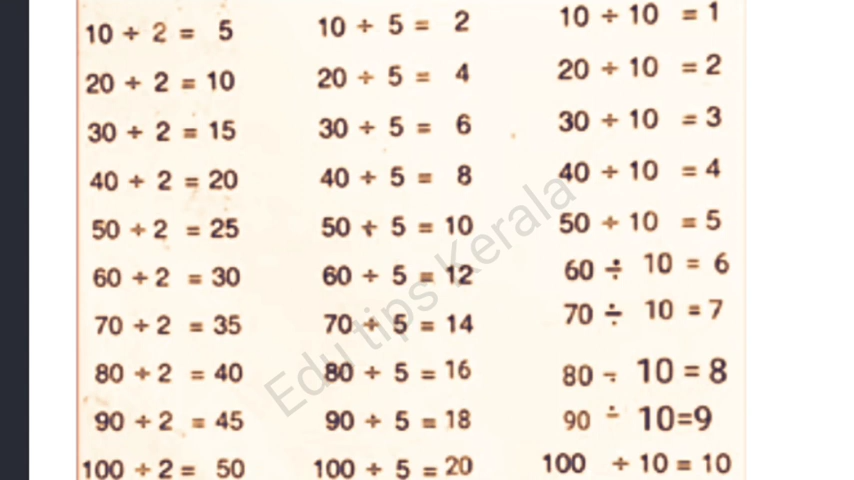 10 ÷ 2 = 5
20 ÷ 2 = 10
30 ÷ 2 = 15
40 ÷ 2 = 20
50 ÷ 2 = 25
60 ÷ 2 = 30
70 ÷ 2 = 35
80 ÷ 2 = 40
90 ÷ 2 = 45
100 ÷ 2 = 50
10 ÷ 5 = 2
20 ÷ 5 = 4
30 ÷ 5 = 6
40 ÷ 5 = 8
50 ÷ 5 = 10
60 ÷ 5 = 12
70 ÷ 5 = 14
80 ÷ 5 = 16
90 ÷ 5 = 18
100 ÷ 5 = 20
10 ÷ 10 = 1
20 ÷ 10 = 2
30 ÷ 10 = 3
40 ÷ 10 = 4
50 ÷ 10 = 5
60 ÷ 10 = 6
70 ÷ 10 = 7
80 ÷ 10 = 8
90 ÷ 10=9
100 ÷ 10 = 10
Edu tips Kerala